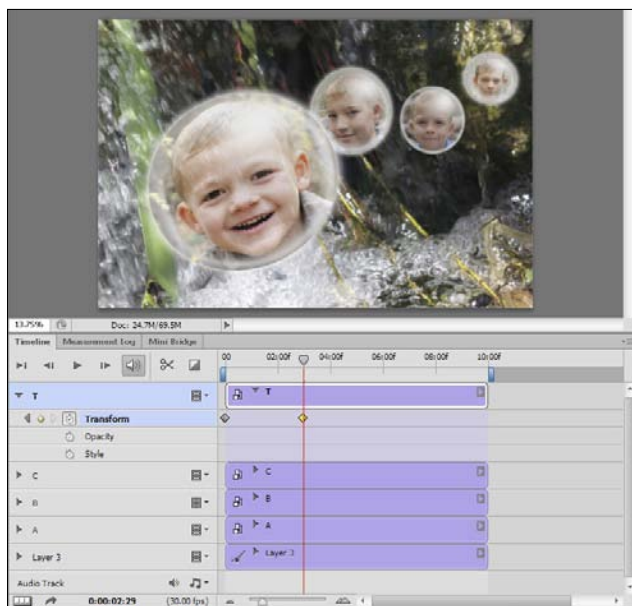 13.75%
Doc: 24.7M/69.5M
Timeline
Measurement Log
Mini Bridge
00 02:00f 04:00f 06:00f 08:00f 10:00f
T
T
Transform
Opacity
Style
C
C
B
B
A
A
Layer 3
Layer 3
Audio Track
0:00:02:29 (30.00 fps)